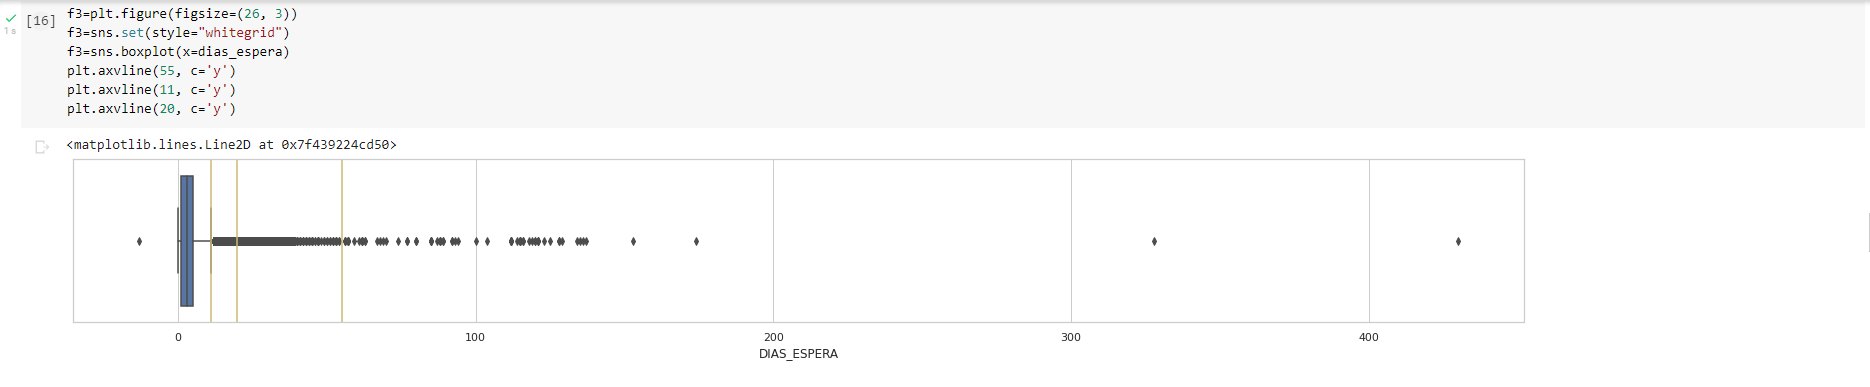 [16]
1s
f3=plt.figure(figsize=(26, 3))
f3=sns.set(style="whitegrid")
f3=sns.boxplot(x=dias_espera)
plt.axvline(55, c='y')
plt.axvline(11, c='y')
plt.axvline(20, c='y')
<matplotlib.lines.Line2D at 0x7f439224cd50>
0 100 200 300 400
DIAS_ESPERA